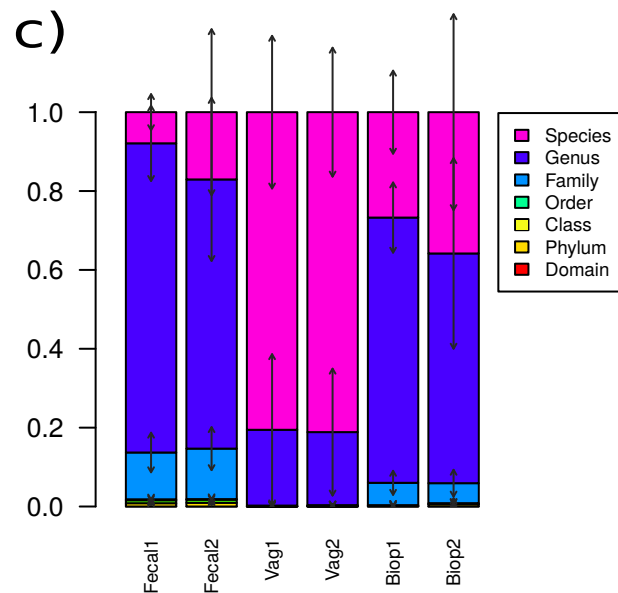 c)
1.0
0.8
0.6
0.4
0.2
0.0
Species
Genus
Family
Order
Class
Phylum
Domain
Fecal1
Fecal2
Vag1
Vag2
Biop1
Biop2